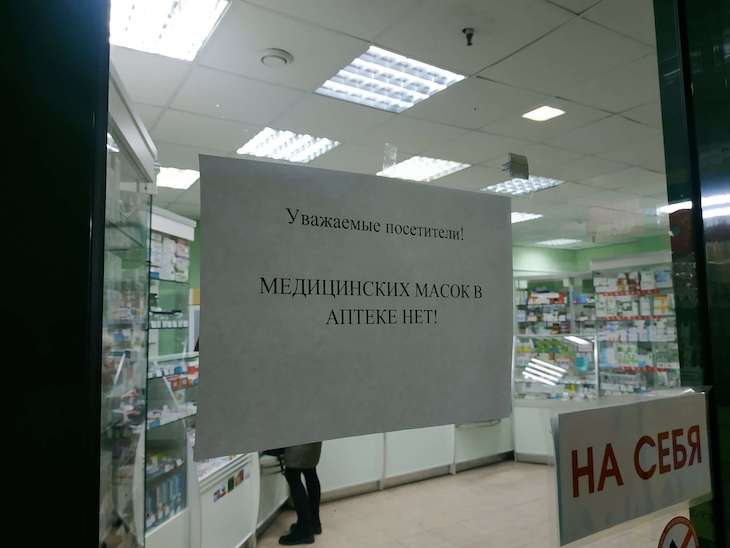 Уважаемые посетители!
МЕДИЦИНСКИХ МАСОК В
АПТЕКЕ НЕТ!
НА СЕБЯ